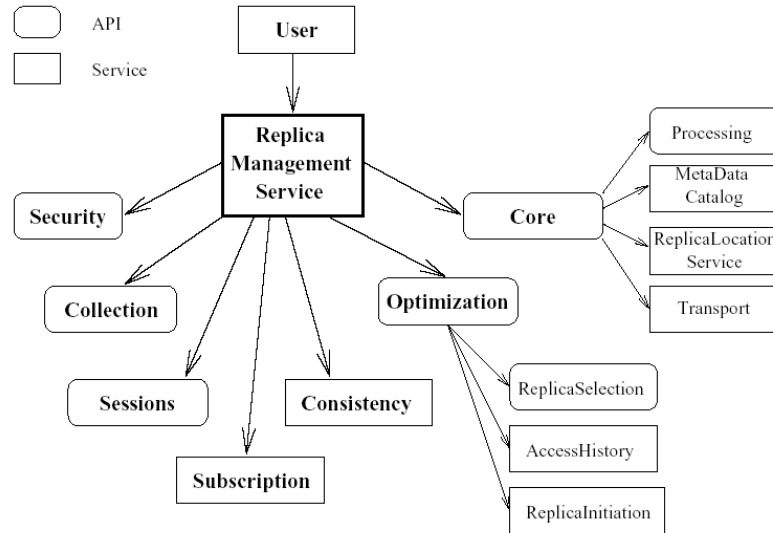 API
Service
User
Replica
Management
Service
Security
Collection
Sessions
Subscription
Consistency
Optimization
Core
Processing
MetaData
Catalog
ReplicaLocation
Service
Transport
ReplicaSelection
AccessHistory
ReplicaInitiation